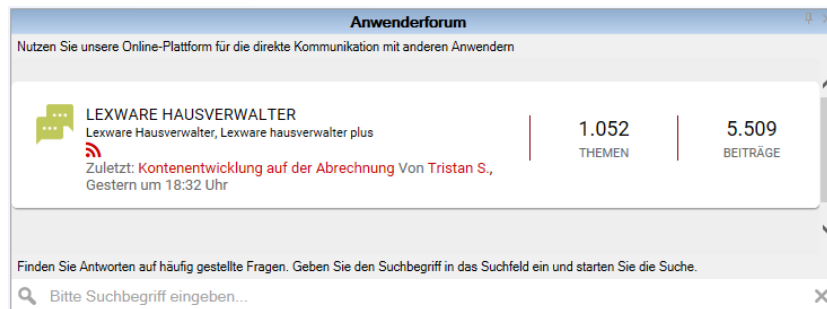 Anwenderforum
Nutzen Sie unsere Online-Plattform für die direkte Kommunikation mit anderen Anwendern
LEXWARE HAUSVERWALTER
Lexware Hausverwalter, Lexware hausverwalter plus
Zuletzt: Kontenentwicklung auf der Abrechnung Von Tristan S.,
Gestern um 18:32 Uhr
1.052
THEMEN
5.509
BEITRÄGE
Finden Sie Antworten auf häufig gestellte Fragen. Geben Sie den Suchbegriff in das Suchfeld ein und starten Sie die Suche.
Bitte Suchbegriff eingeben...